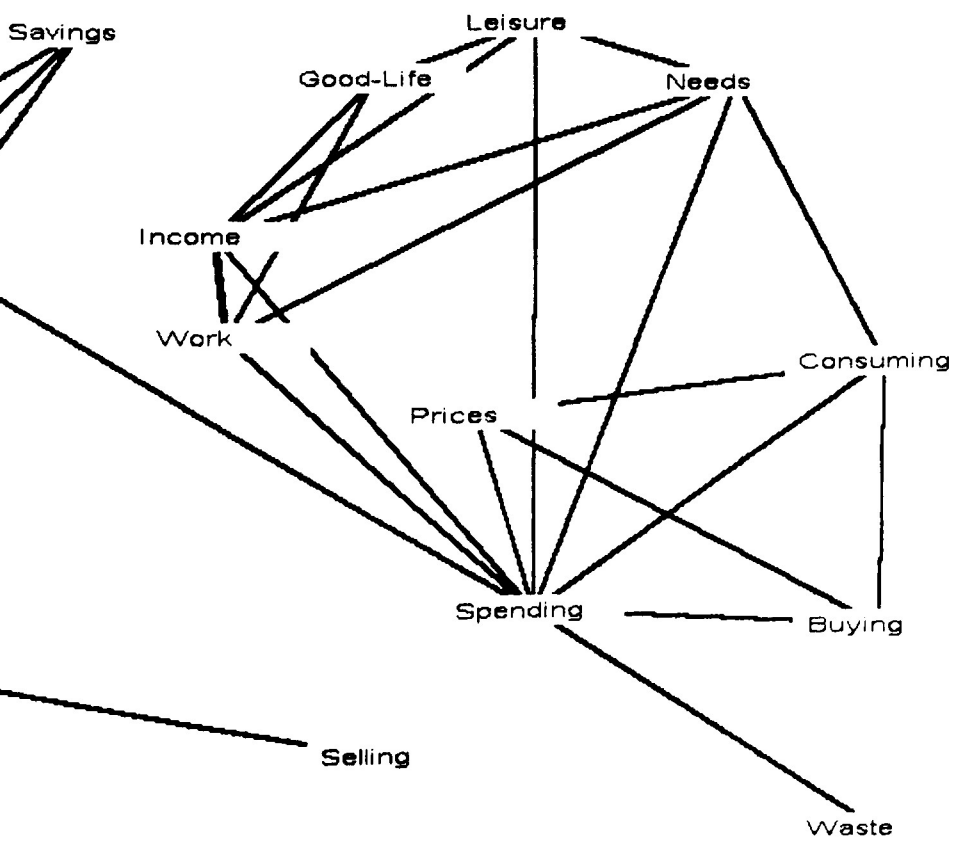 Leisure
Savings
Good-Life
Needs
Income
Work
Consuming
Prices
Spending
Buying
Selling
Waste